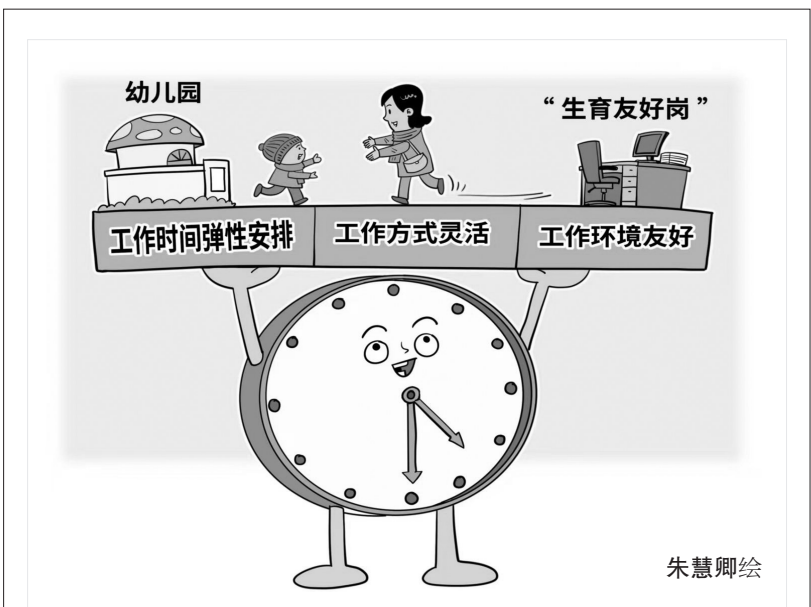 幼儿园
“生育友好岗”
工作时间弹性安排
工作方式灵活
工作环境友好
朱慧卿绘